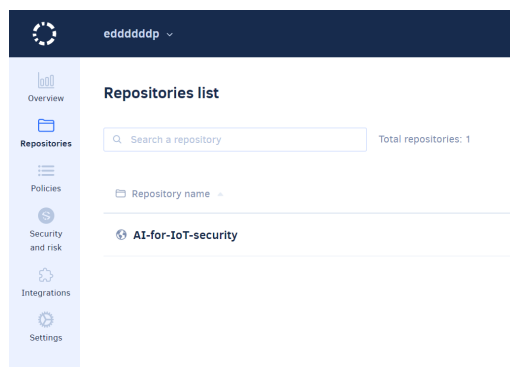 eddddddp
Overview
Repositories
Policies
Security
and risk
Integrations
Settings
Repositories list
Search a repository
Total repositories: 1
Repository name
AI-for-IoT-security